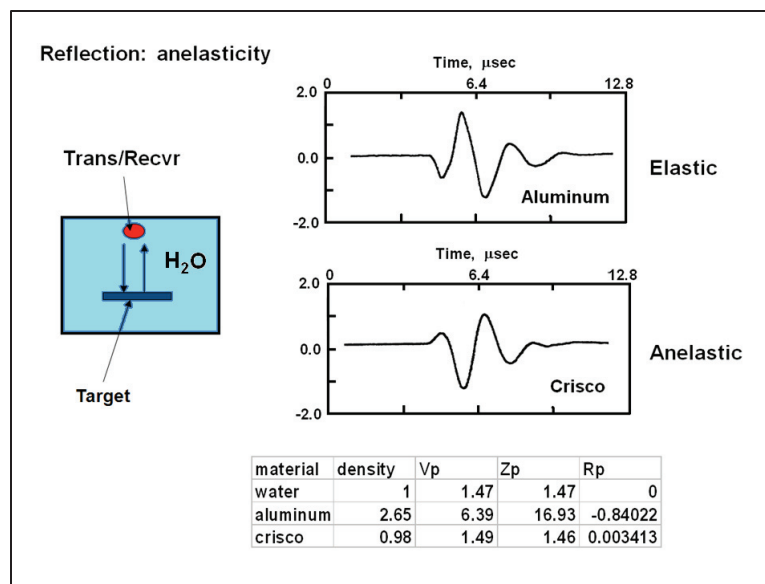 Reflection: anelasticity
Time, μsec
0 6.4 12.8
2.0
0.0
-2.0
Aluminum
Elastic
Trans/Recvr
H₂O
Target
Time, μsec
0 6.4 12.8
2.0
0.0
-2.0
Crisco
Anelastic
material density Vp Zp Rp
water 1 1.47 1.47 0
aluminum 2.65 6.39 16.93 -0.84022
crisco 0.98 1.49 1.46 0.003413